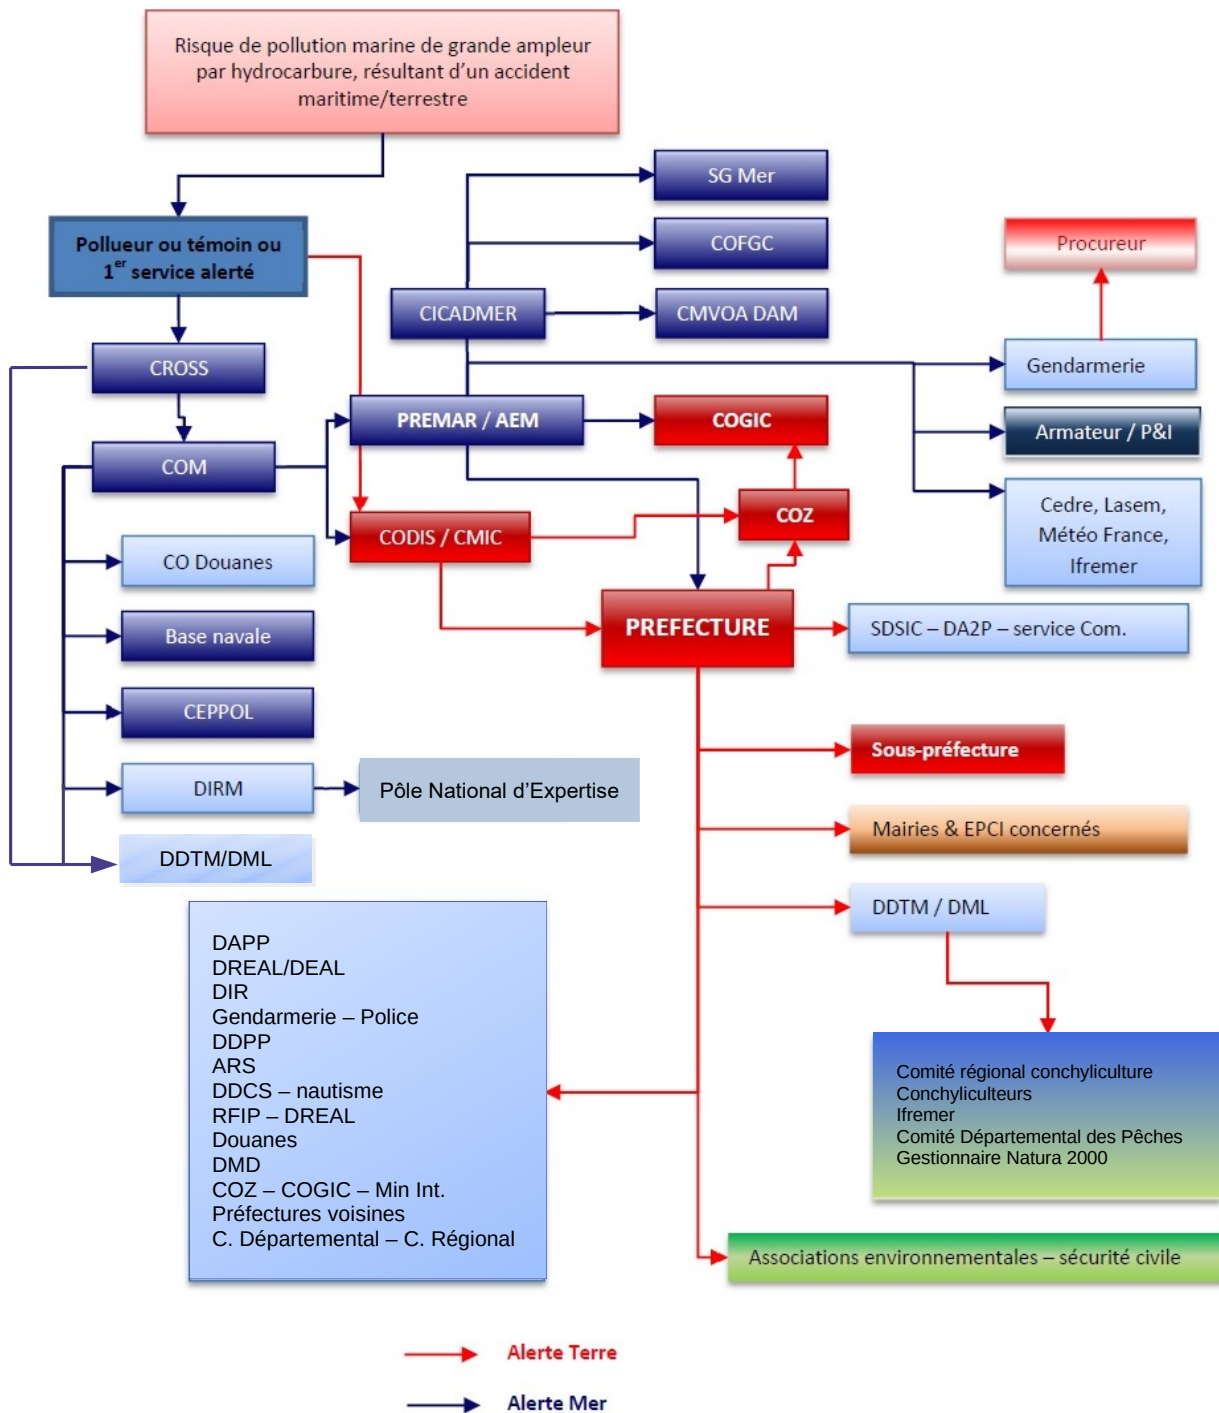 Risque de pollution marine de grande ampleur
par hydrocarbure, résultant d'un accident
maritime/terrestre
SG Mer
Pollueur ou témoin ou
1er service alerté
COFGC
Procureur
CICADMER
CMVOA DAM
CROSS
Gendarmerie
PREMAR / AEM
COGIC
Armateur / P&I
COM
COZ
CODIS / CMIC
Cedre, Lasem,
Météo France,
Ifremer
CO Douanes
Base navale
PREFECTURE
SDSIC – DA2P – service Com.
CEPPOL
Sous-préfecture
DIRM
Pôle National d'Expertise
Mairies & EPCI concernés
DDTM/DML
DDTM / DML
DAPP
DREAL/DEAL
DIR
Gendarmerie – Police
DDPP
ARS
DDCS – nautisme
RFIP – DREAL
Douanes
DMD
COZ – COGIC – Min Int.
Préfectures voisines
C. Départemental – C. Régional
Comité régional conchyliculture
Conchyliculteurs
Ifremer
Comité Départemental des Pêches
Gestionnaire Natura 2000
Associations environnementales – sécurité civile
Alerte Terre
Alerte Mer